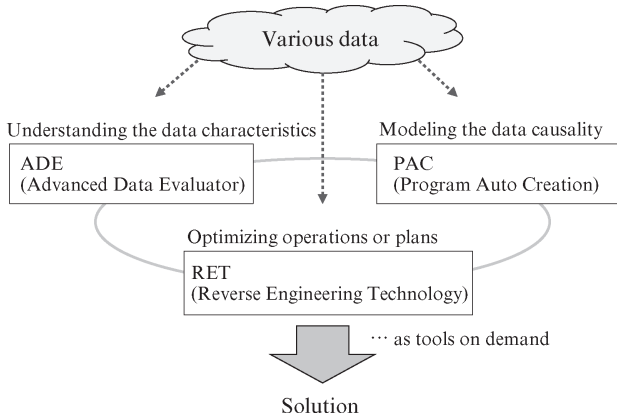 Various data
Understanding the data characteristics
Modeling the data causality
ADE
(Advanced Data Evaluator)
PAC
(Program Auto Creation)
Optimizing operations or plans
RET
(Reverse Engineering Technology)
… as tools on demand
Solution